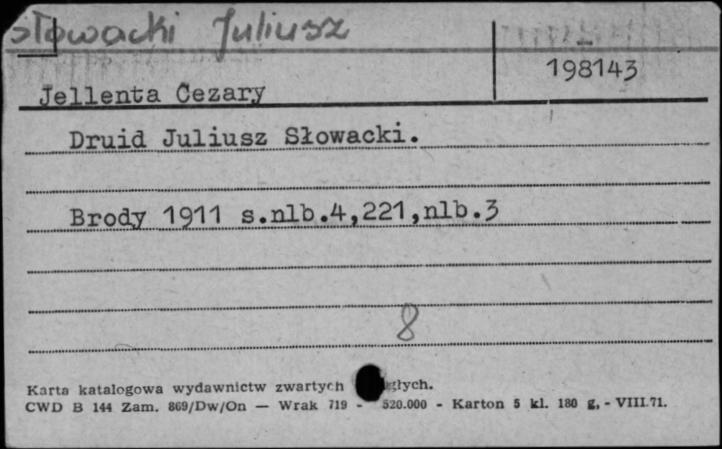 Słowacki Juliusz
198143
Jellenta Cezary
Druid Juliusz Słowacki.
Brody 1911 s.nlb.4,221,nlb.3
8
Karta katalogowa wydawnictw zwartych głych.
CWD B 144 Zam. 869/Dw/On — Wrak 719 - 520.000 - Karton 5 kl. 180 g, - VIII.71.